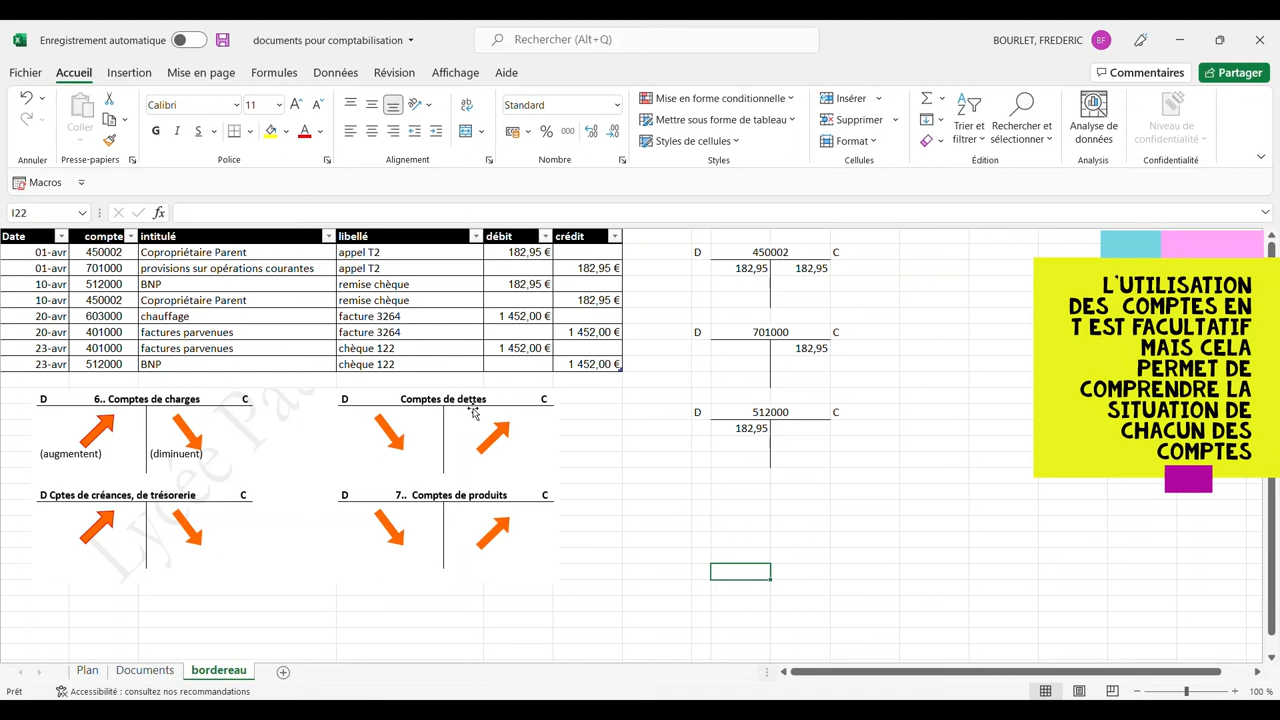 Enregistrement automatique
documents pour comptabilisation
Rechercher (Alt+Q)
BOURLET, FREDERIC
BF
Fichier
Accueil
Insertion
Mise en page
Formules
Données
Révision
Affichage
Aide
Commentaires
Partager
Coller
Calibri
11
Standard
Mise en forme conditionnelle
Mettre sous forme de tableau
Styles de cellules
Insérer
Supprimer
Format
Trier et filtrer
Rechercher et sélectionner
Analyse de données
Niveau de confidentialité
Annuler
Presse-papiers
Police
Alignement
Nombre
Styles
Cellules
Édition
Analysis
Confidentialité
Macros
I22
fx
Date compte intitulé libellé débit crédit
01-avr 450002 Copropriétaire Parent appel T2 182,95 €
01-avr 701000 provisions sur opérations courantes appel T2 182,95 €
10-avr 512000 BNP remise chèque 182,95 €
10-avr 450002 Copropriétaire Parent remise chèque 182,95 €
20-avr 603000 chauffage facture 3264 1 452,00 €
20-avr 401000 factures parvenues facture 3264 1 452,00 €
23-avr 401000 factures parvenues chèque 122 1 452,00 €
23-avr 512000 BNP chèque 122 1 452,00 €
D 6.. Comptes de charges C
(augmentent) (diminuent)
D Comptes de dettes C
D Cptes de créances, de trésorerie C
D 7.. Comptes de produits C
D 450002 C
182,95 182,95
D 701000 C
182,95
D 512000 C
182,95
L'UTILISATION
DES COMPTES EN
T EST FACULTATIF
MAIS CELA
PERMET DE
COMPRENDRE LA
SITUATION DE
CHACUN DES
COMPTES
Plan
Documents
bordereau
Prêt
Accessibilité : consultez nos recommandations
100 %